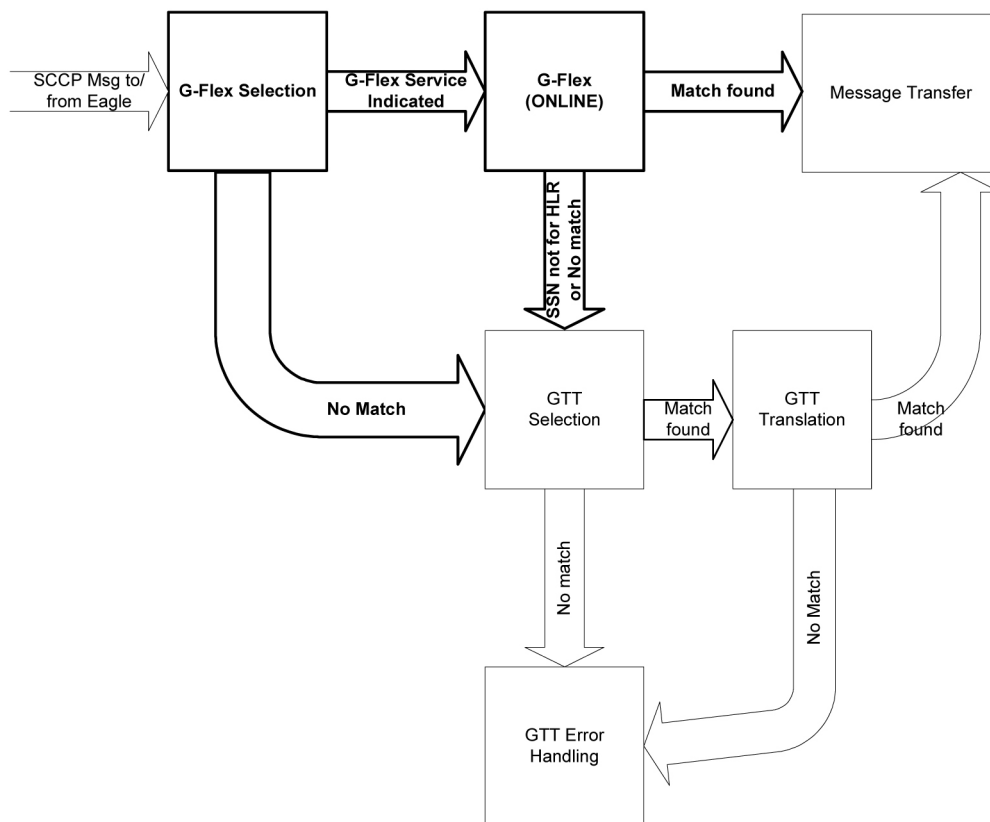 SCCP Msg to/
from Eagle
G-Flex Selection
G-Flex Service
Indicated
G-Flex
(ONLINE)
Match found
Message Transfer
SSN not for HLR
or No match
No Match
GTT
Selection
Match
found
GTT
Translation
Match
found
No match
No Match
GTT Error
Handling